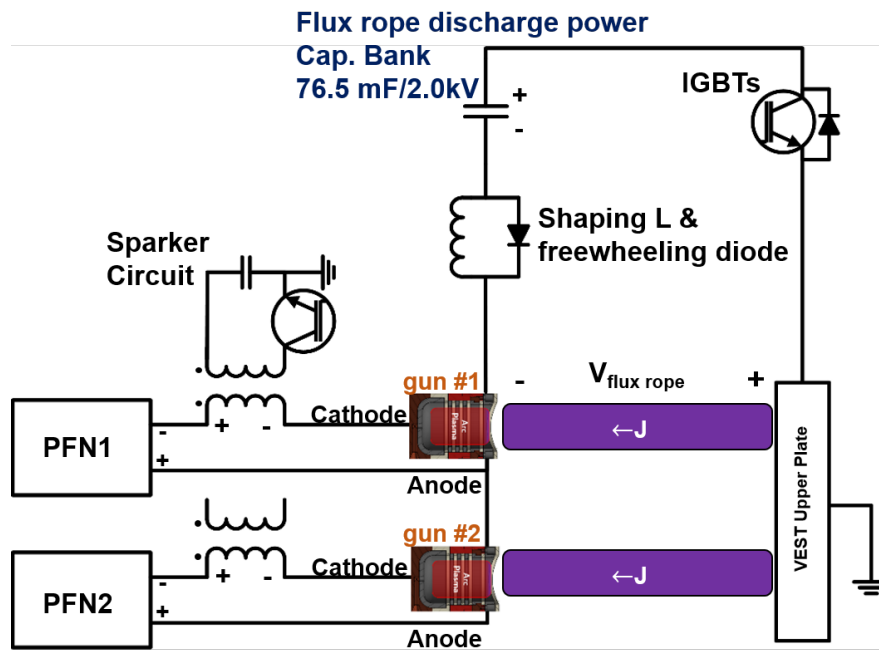 Flux rope discharge power
Cap. Bank
76.5 mF/2.0kV
+
-
IGBTs
Shaping L &
freewheeling diode
Sparker
Circuit
gun #1
-
V flux rope
+
Cathode
Arc
Plasma
←J
PFN1
-
+
+ -
Anode
VEST Upper Plate
gun #2
Cathode
Arc
Plasma
←J
PFN2
-
+
+ -
Anode